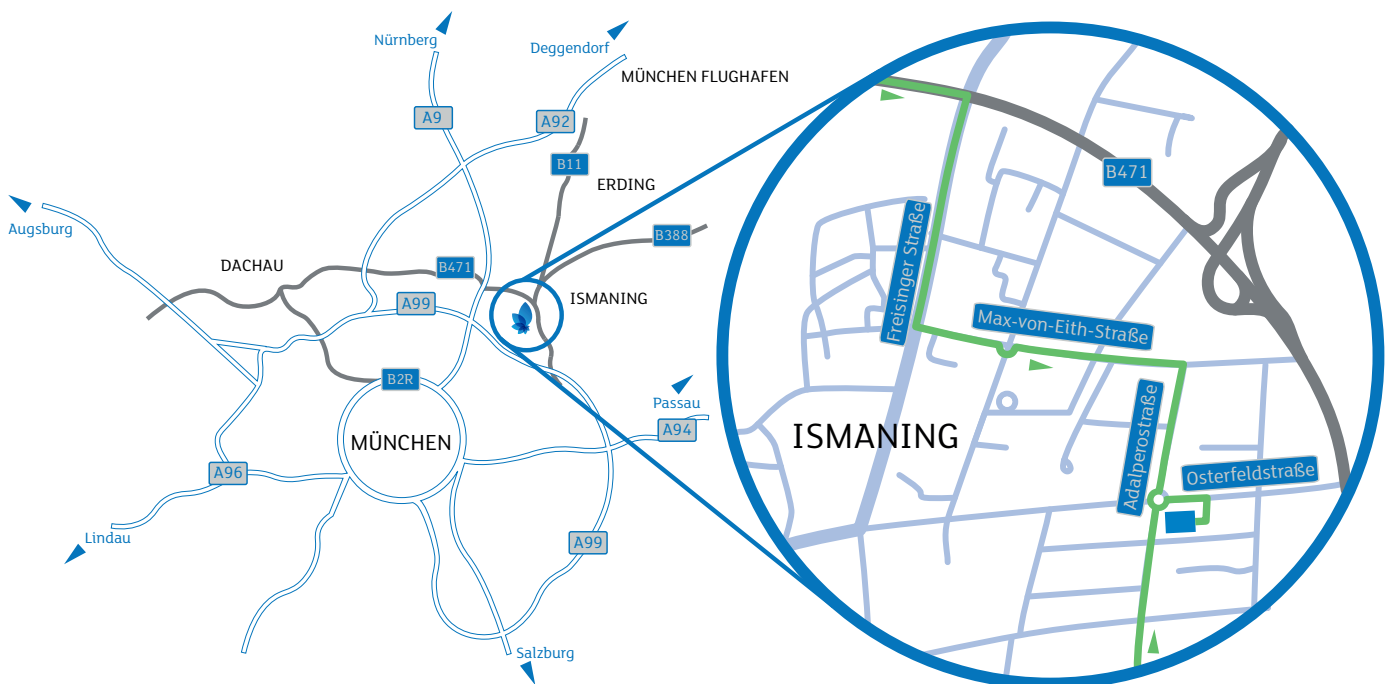 Nürnberg
Deggendorf
MÜNCHEN FLUGHAFEN
A9
A92
B11
ERDING
Augsburg
B388
DACHAU
B471
ISMANING
A99
B2R
Passau
MÜNCHEN
A94
A96
Lindau
A99
Salzburg
B471
Freisinger Straße
Max-von-Eith-Straße
ISMANING
Adalperostraße
Osterfeldstraße